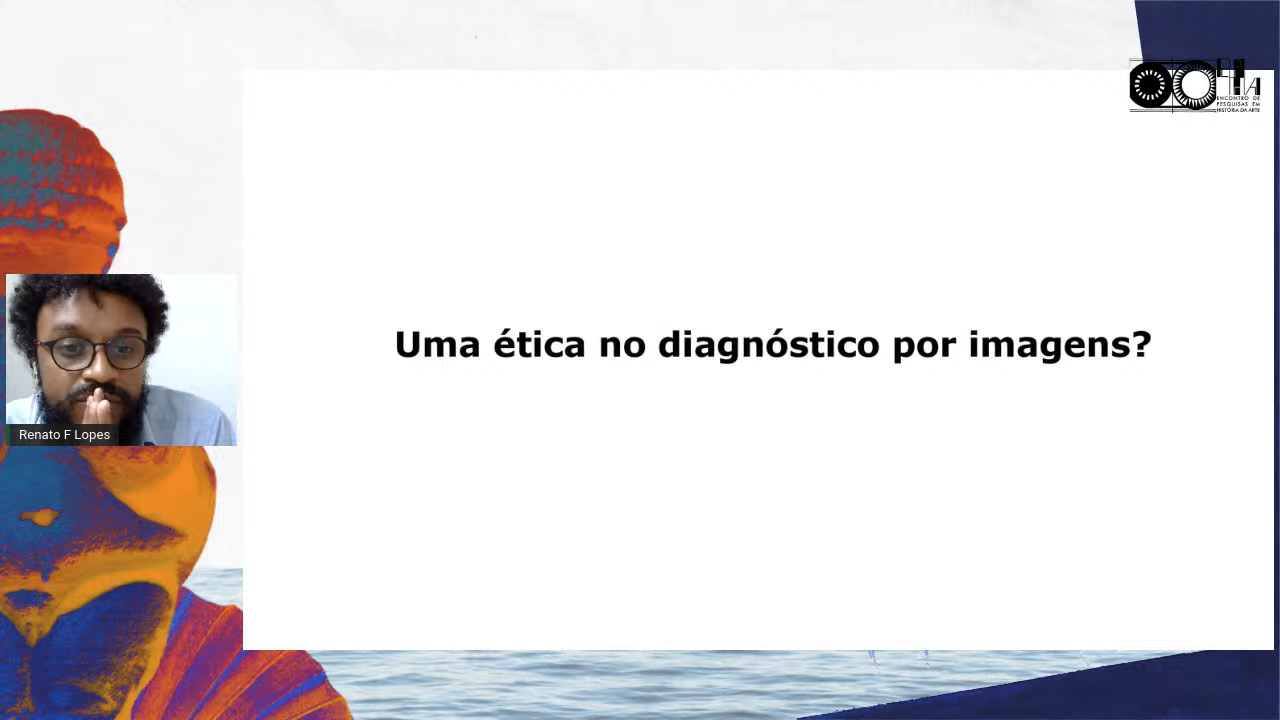 ENCONTRO DE
PESQUISAS EM
HISTÓRIA DA ARTE
Uma ética no diagnóstico por imagens?
Renato F Lopes